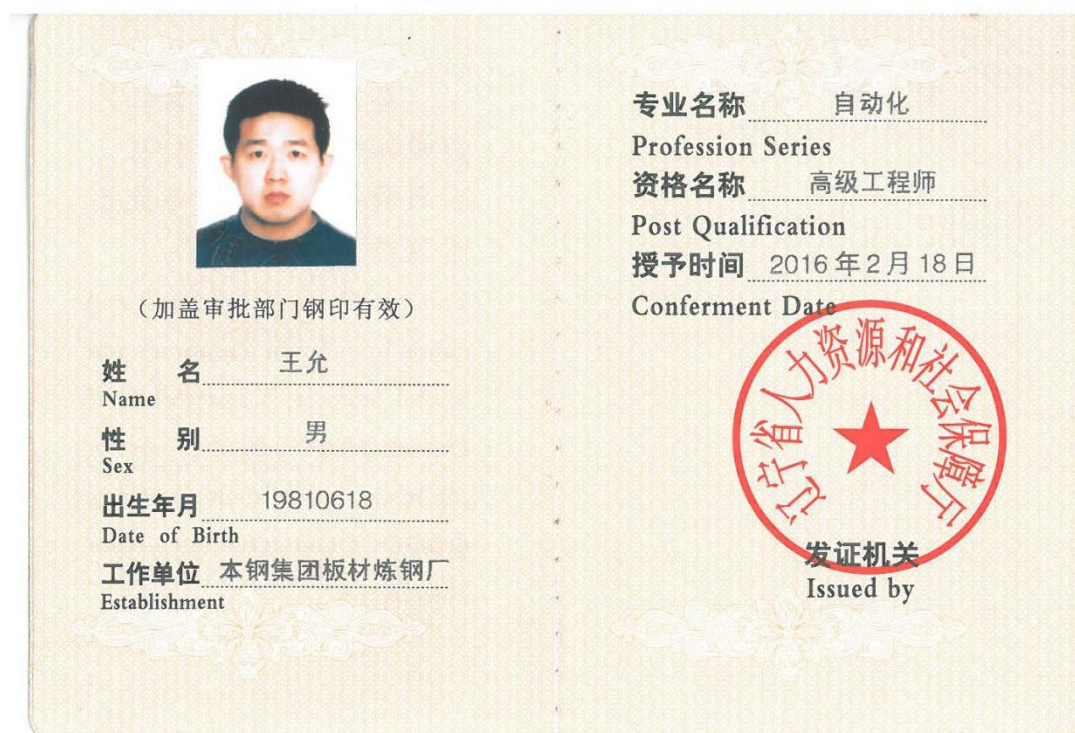 （加盖审批部门钢印有效）
姓 名 王允
Name
性 别 男
Sex
出生年月 19810618
Date of Birth
工作单位 本钢集团板材炼钢厂
Establishment
专业名称 自动化
Profession Series
资格名称 高级工程师
Post Qualification
授予时间 2016年2月18日
Conferment Date
辽宁省人力资源和社会保障厅
发证机关
Issued by